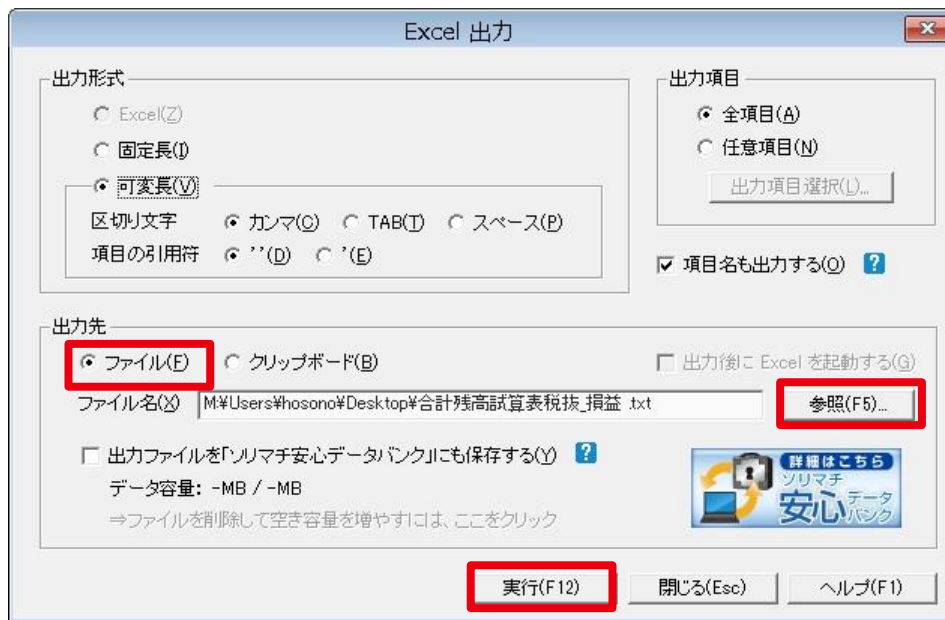 Excel 出力
出力形式
Excel(Z)
固定長(I)
可変長(V)
区切り文字 カンマ(C) TAB(T) スペース(P)
項目の引用符 ''(D) '(E)
出力項目
全項目(A)
任意項目(N)
出力項目選択(L)...
項目名も出力する(O) ?
出力先
ファイル(F) クリップボード(B) 出力後に Excel を起動する(G)
ファイル名(X) M:¥Users¥hosono¥Desktop¥合計残高試算表税抜_損益 .txt 参照(F5)...
出力ファイルを「ソリマチ安心データバンク」にも保存する(Y) ?
データ容量: -MB / -MB
⇒ファイルを削除して空き容量を増やすには、ここをクリック
詳細はこちら
ソリマチ
安心データバンク
実行(F12) 閉じる(Esc) ヘルプ(F1)